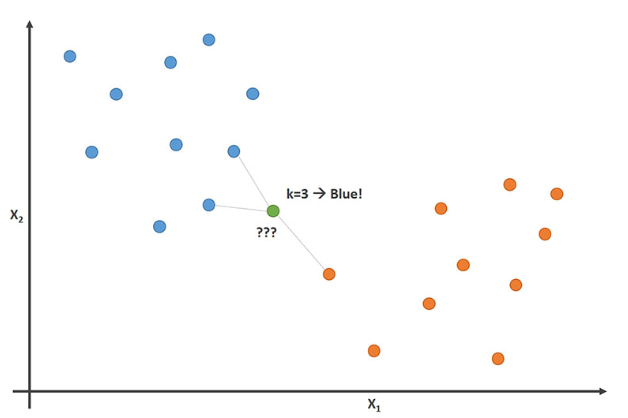 k=3 → Blue!
X₂
???
X₁